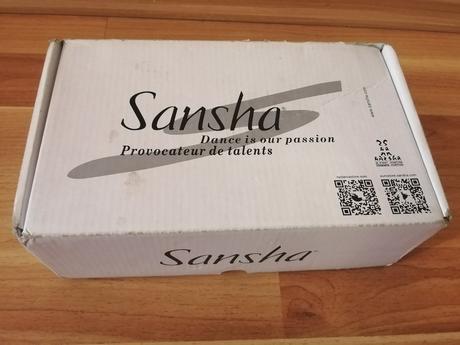 Sansha
Dance is our passion
Provocateur de talents
Sansha